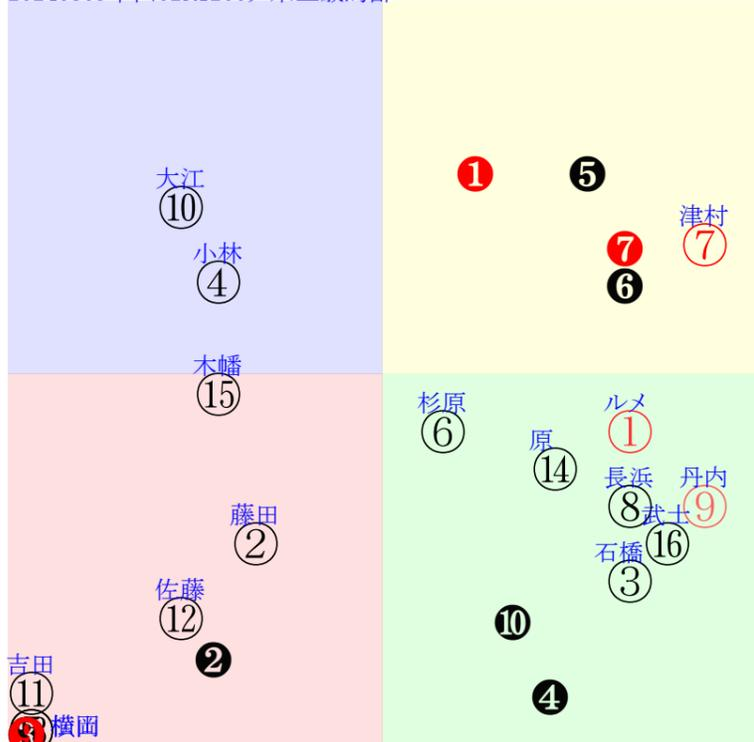 大江
⑩
❶
❺
津村
⑦
小林
④
❼
❻
木幡
⑮
杉原
⑥
ルメ
①
原
⑭
長浜
⑧
丹内
⑨
武士
⑯
藤田
②
石橋
③
佐藤
⑫
❿
❷
吉田
⑪
❹
横岡